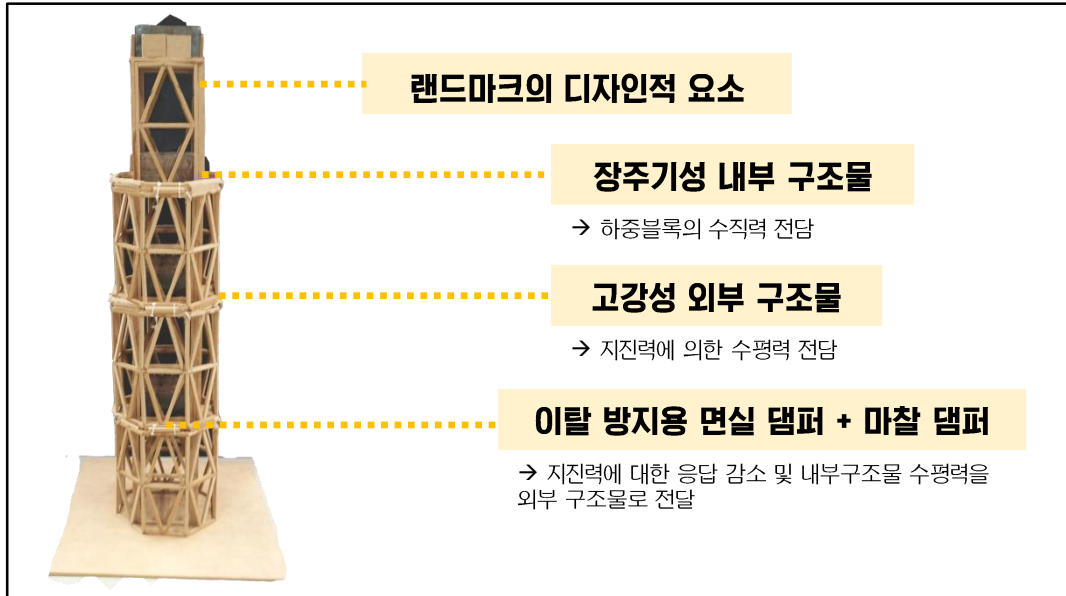 랜드마크의 디자인적 요소
장주기성 내부 구조물
→ 하중블록의 수직력 전담
고강성 외부 구조물
→ 지진력에 의한 수평력 전담
이탈 방지용 면실 댐퍼 + 마찰 댐퍼
→ 지진력에 대한 응답 감소 및 내부구조물 수평력을
외부 구조물로 전달